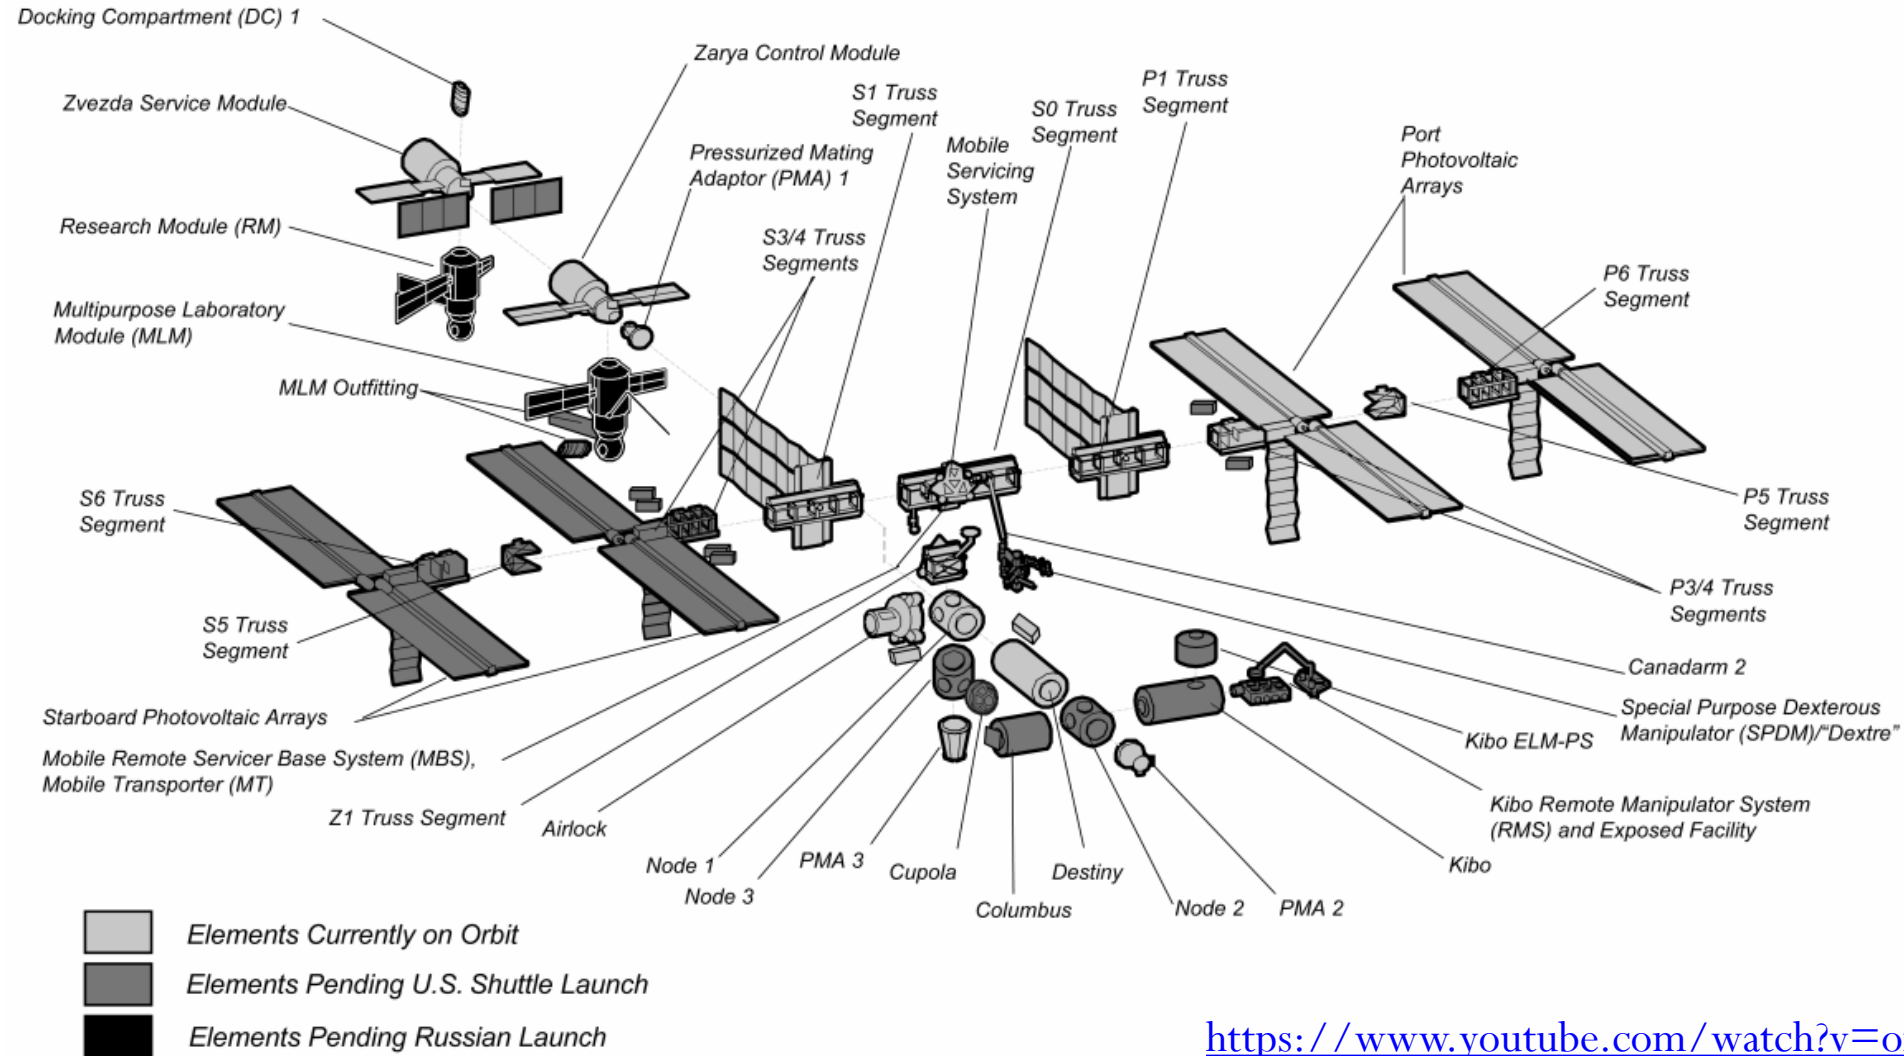 Docking Compartment (DC) 1
Zarya Control Module
Zvezda Service Module
S1 Truss
Segment
P1 Truss
Segment
S0 Truss
Segment
Mobile
Servicing
System
Port
Photovoltaic
Arrays
Pressurized Mating
Adaptor (PMA) 1
Research Module (RM)
S3/4 Truss
Segments
P6 Truss
Segment
Multipurpose Laboratory
Module (MLM)
MLM Outfitting
S6 Truss
Segment
P5 Truss
Segment
P3/4 Truss
Segments
S5 Truss
Segment
Canadarm 2
Starboard Photovoltaic Arrays
Special Purpose Dexterous
Manipulator (SPDM)/"Dextre"
Kibo ELM-PS
Mobile Remote Servicer Base System (MBS),
Mobile Transporter (MT)
Kibo Remote Manipulator System
(RMS) and Exposed Facility
Z1 Truss Segment
Airlock
Node 1
PMA 3
Cupola
Destiny
Kibo
Node 3
Columbus
Node 2
PMA 2
Elements Currently on Orbit
Elements Pending U.S. Shuttle Launch
Elements Pending Russian Launch
https://www.youtube.com/watch?v=o